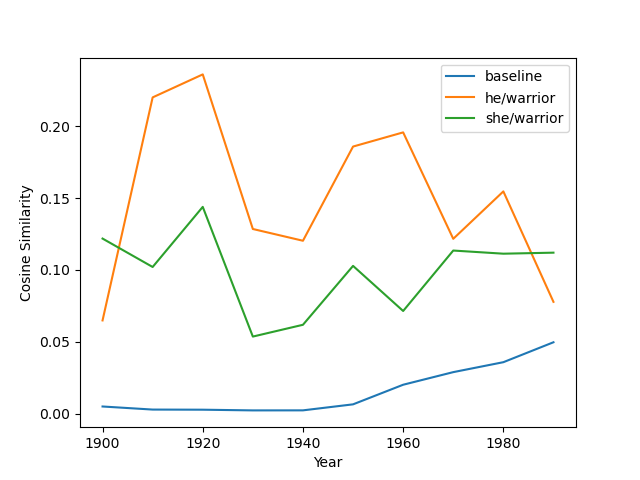 baseline
he/warrior
she/warrior
0.20
0.15
0.10
0.05
0.00
Cosine Similarity
1900 1920 1940 1960 1980
Year